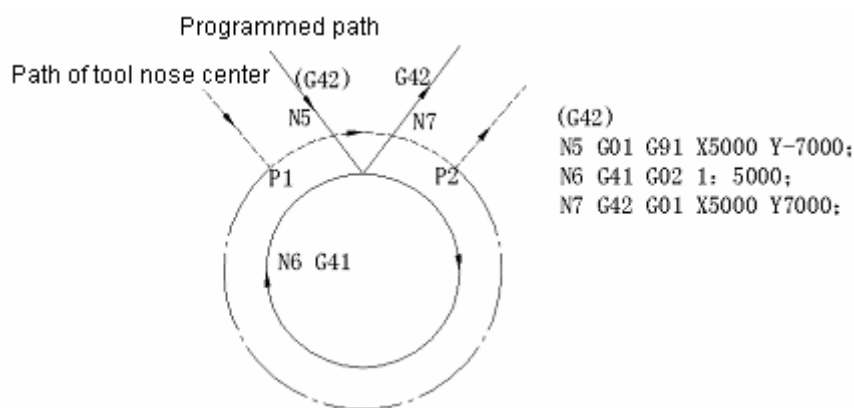 Programmed path
Path of tool nose center
(G42)
G42
N5
N7
P1
P2
N6 G41
(G42)
N5 G01 G91 X5000 Y-7000;
N6 G41 G02 1: 5000;
N7 G42 G01 X5000 Y7000;